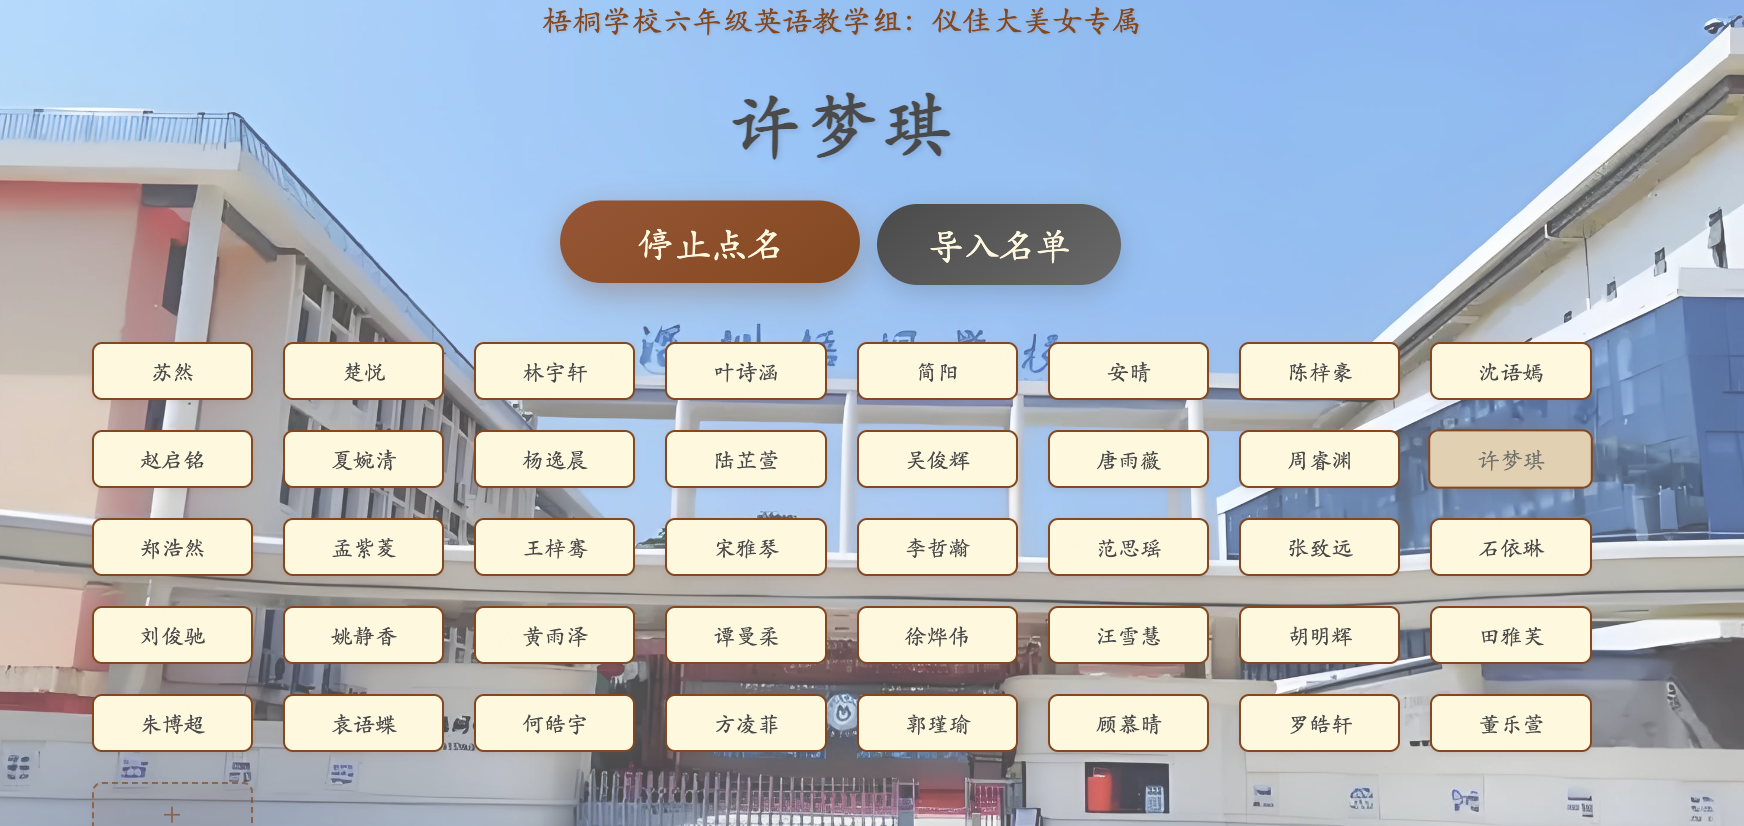 梧桐学校六年级英语教学组：仪佳大美女专属
许梦琪
停止点名 导入名单
苏然 楚悦 林宇轩 叶诗涵 简阳 安晴 陈梓豪 沈语嫣
赵启铭 夏婉清 杨逸晨 陆芷萱 吴俊辉 唐雨薇 周睿渊 许梦琪
郑浩然 孟紫菱 王梓骞 宋雅琴 李哲瀚 范思瑶 张致远 石依琳
刘俊驰 姚静香 黄雨泽 谭曼柔 徐烨伟 汪雪慧 胡明辉 田雅芙
朱博超 袁语蝶 何皓宇 方凌菲 郭瑾瑜 顾慕晴 罗皓轩 董乐萱
+